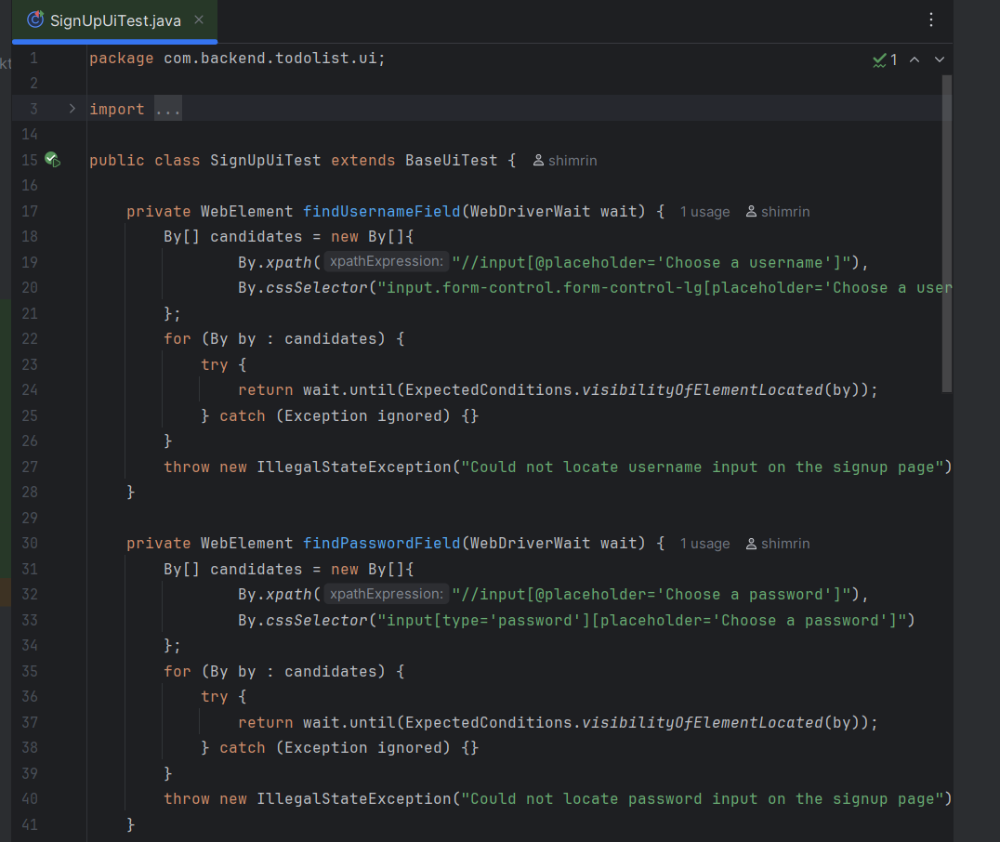 SignUpUiTest.java
kt
1
1 package com.backend.todolist.ui;
2
3 import ...
14
15 public class SignUpUiTest extends BaseUiTest { shimrin
16
17 private WebElement findUsernameField(WebDriverWait wait) { 1 usage shimrin
18 By[] candidates = new By[]{
19 By.xpath( xpathExpression: "//input[@placeholder='Choose a username']"),
20 By.cssSelector("input.form-control.form-control-lg[placeholder='Choose a user
21 };
22 for (By by : candidates) {
23 try {
24 return wait.until(ExpectedConditions.visibilityOfElementLocated(by));
25 } catch (Exception ignored) {}
26 }
27 throw new IllegalStateException("Could not locate username input on the signup page")
28 }
29
30 private WebElement findPasswordField(WebDriverWait wait) { 1 usage shimrin
31 By[] candidates = new By[]{
32 By.xpath( xpathExpression: "//input[@placeholder='Choose a password']"),
33 By.cssSelector("input[type='password'][placeholder='Choose a password']")
34 };
35 for (By by : candidates) {
36 try {
37 return wait.until(ExpectedConditions.visibilityOfElementLocated(by));
38 } catch (Exception ignored) {}
39 }
40 throw new IllegalStateException("Could not locate password input on the signup page")
41 }